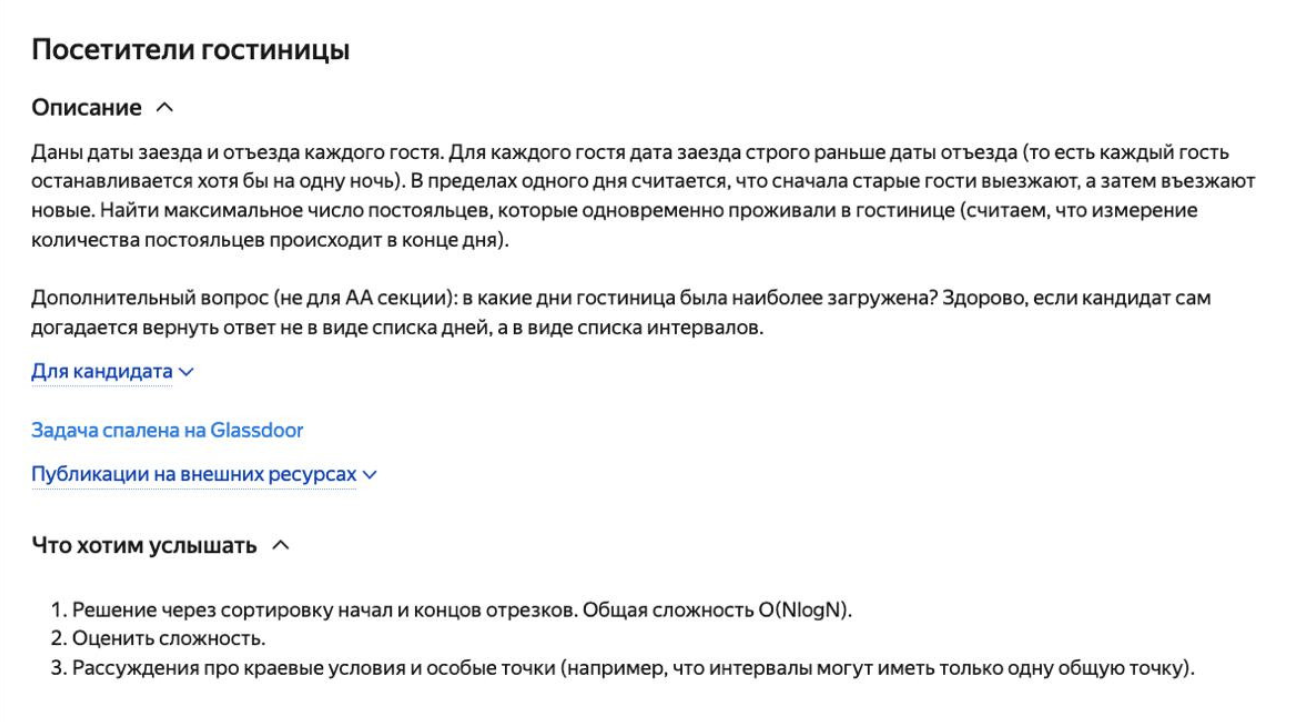 Посетители гостиницы
Описание
Даны даты заезда и отъезда каждого гостя. Для каждого гостя дата заезда строго раньше даты отъезда (то есть каждый гость
останавливается хотя бы на одну ночь). В пределах одного дня считается, что сначала старые гости выезжают, а затем въезжают
новые. Найти максимальное число постояльцев, которые одновременно проживали в гостинице (считаем, что измерение
количества постояльцев происходит в конце дня).
Дополнительный вопрос (не для АА секции): в какие дни гостиница была наиболее загружена? Здорово, если кандидат сам
догадается вернуть ответ не в виде списка дней, а в виде списка интервалов.
Для кандидата
Задача спалена на Glassdoor
Публикации на внешних ресурсах
Что хотим услышать
1. Решение через сортировку начал и концов отрезков. Общая сложность O(NlogN).
2. Оценить сложность.
3. Рассуждения про краевые условия и особые точки (например, что интервалы могут иметь только одну общую точку).